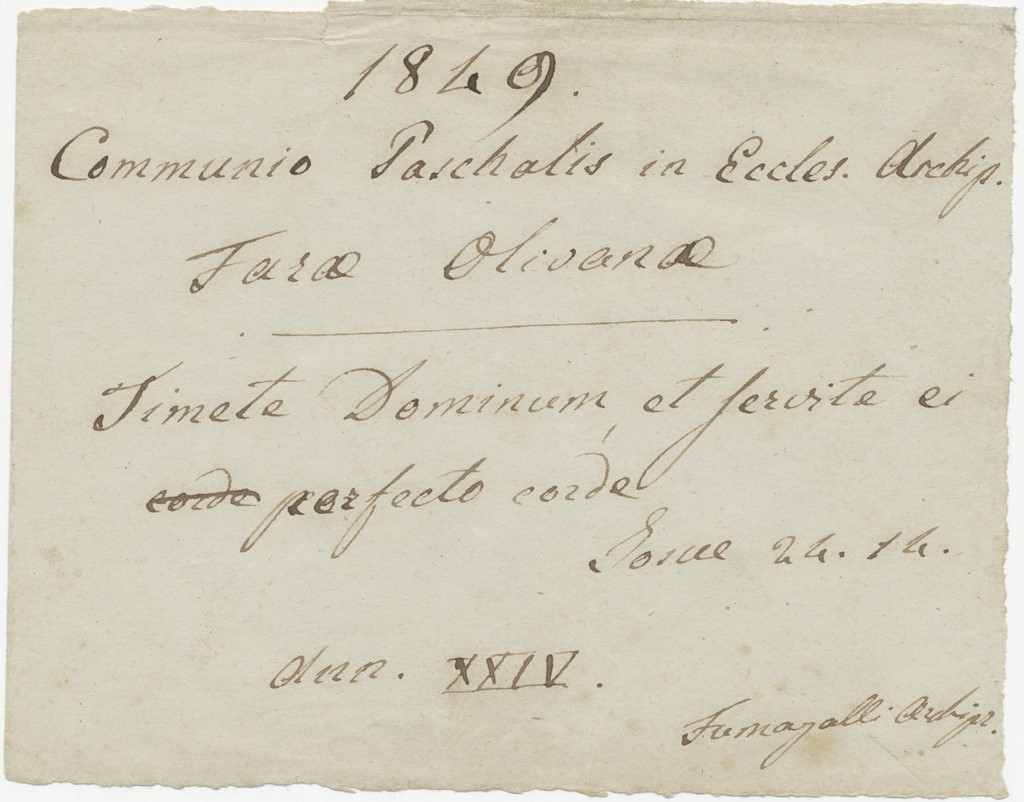 1849.
Communio Paschalis in Eccles. Archip.
Faræ Olivanæ
Timete Dominum, et servite ei
corde perfecto corde
Josue 24. 14.
Ann. XXIV.
Fumagalli Archipr.